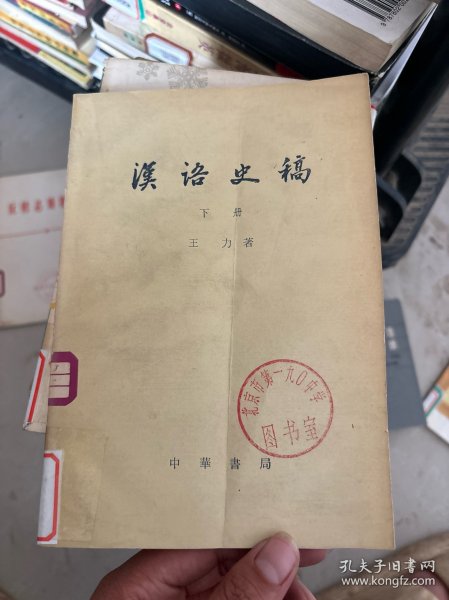 漢语史稿
下册
王力著
北京市第一九〇中学
图书室
中華書局
孔夫子旧书网
www.kongfz.com